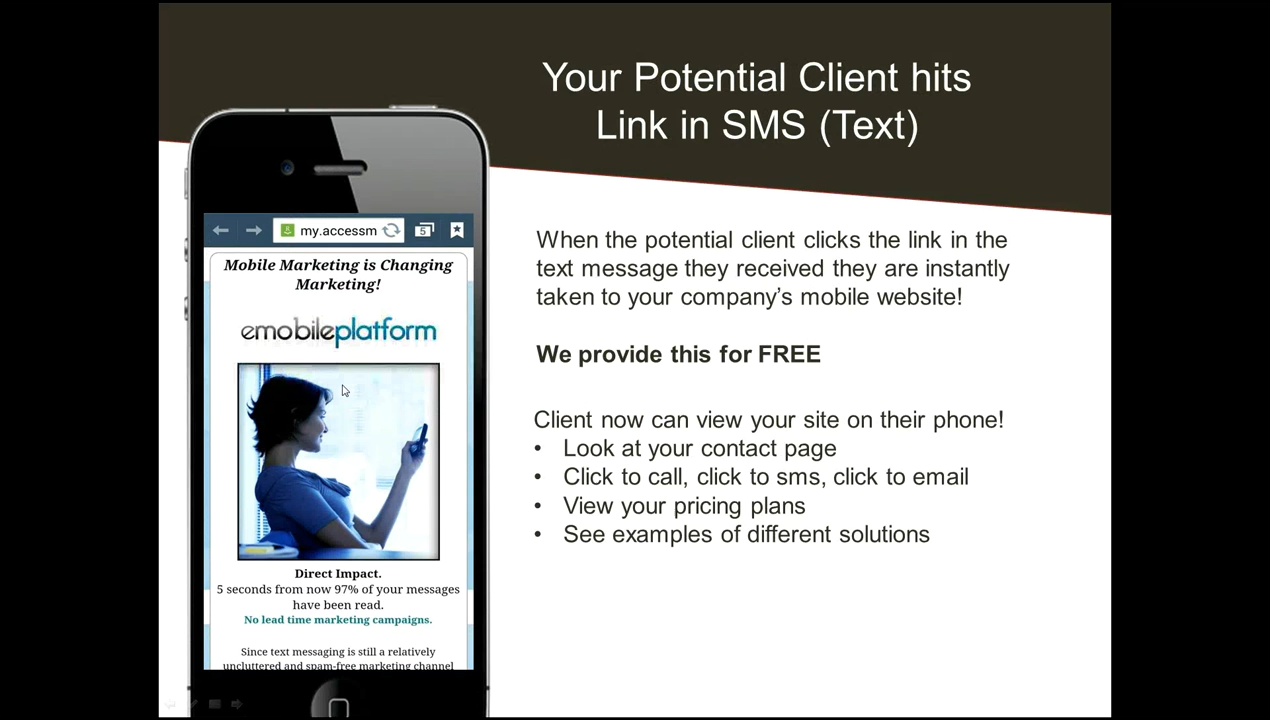 Your Potential Client hits
Link in SMS (Text)
my.accessm
5
Mobile Marketing is Changing
Marketing!
emobileplatform
Direct Impact.
5 seconds from now 97% of your messages
have been read.
No lead time marketing campaigns.
Since text messaging is still a relatively
uncluttered and spam-free marketing channel
When the potential client clicks the link in the
text message they received they are instantly
taken to your company’s mobile website!
We provide this for FREE
Client now can view your site on their phone!
• Look at your contact page
• Click to call, click to sms, click to email
• View your pricing plans
• See examples of different solutions